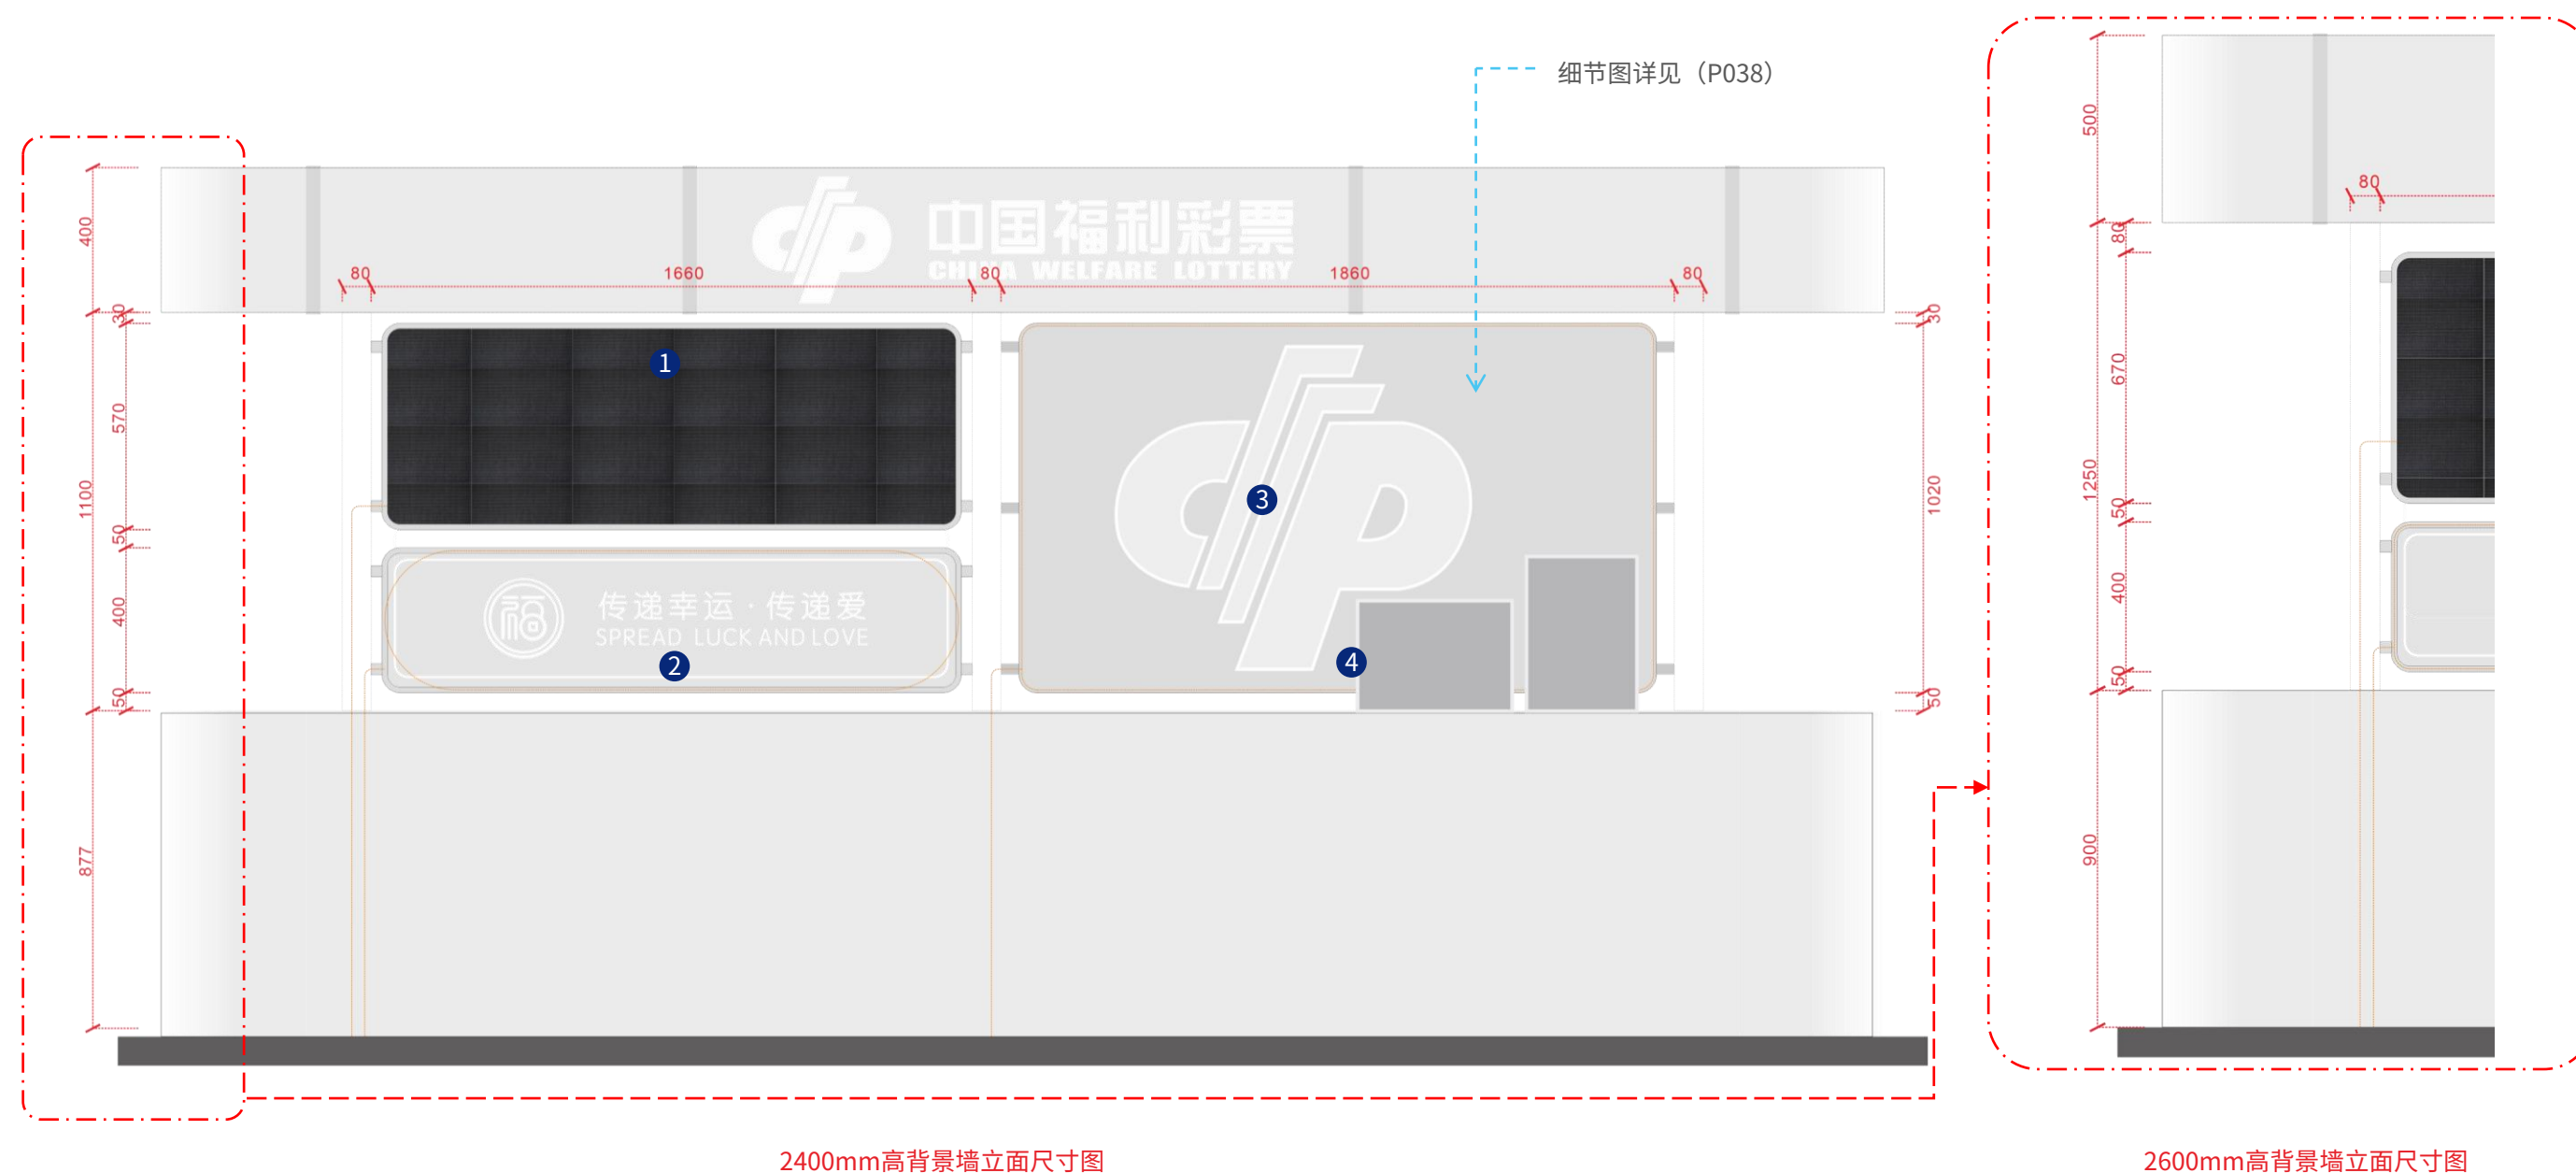 细节图详见（P038）
中国福利彩票
CHINA WELFARE LOTTERY
80 1660 80 1860 80
400
30
570
1100
50
400
50
877
1
2
3
4
传递幸运·传递爱
SPREAD LUCK AND LOVE
福
30
1020
50
500
80
80
670
1250
50
400
50
900
2400mm高背景墙立面尺寸图
2600mm高背景墙立面尺寸图